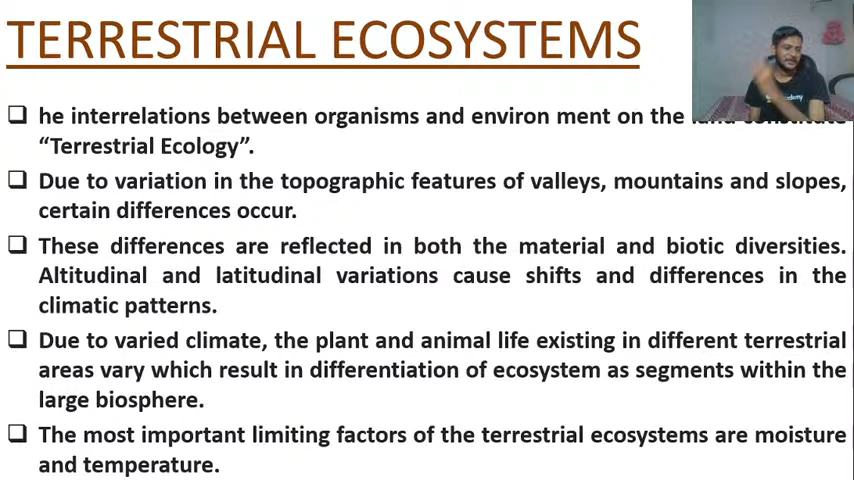 TERRESTRIAL ECOSYSTEMS
he interrelations between organisms and environ ment on the land constitute
“Terrestrial Ecology”.
Due to variation in the topographic features of valleys, mountains and slopes,
certain differences occur.
These differences are reflected in both the material and biotic diversities.
Altitudinal and latitudinal variations cause shifts and differences in the
climatic patterns.
Due to varied climate, the plant and animal life existing in different terrestrial
areas vary which result in differentiation of ecosystem as segments within the
large biosphere.
The most important limiting factors of the terrestrial ecosystems are moisture
and temperature.